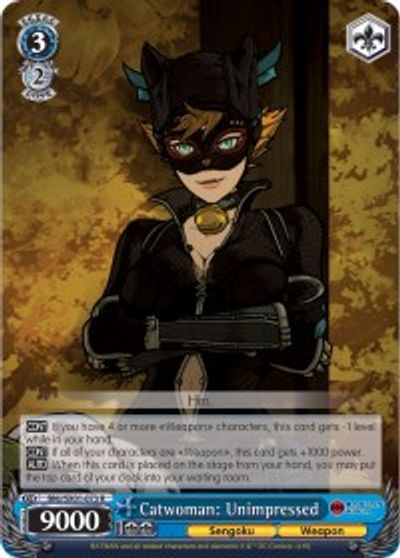 3
2
Hm.
CONT If you have 4 or more «Weapon» characters, this card gets -1 level
while in your hand.
CONT If all of your characters are «Weapon», this card gets +1000 power.
AUTO When this card is placed on the stage from your hand, you may put
the top card of your clock into your waiting room.
9000
Catwoman: Unimpressed
Sengoku
Weapon